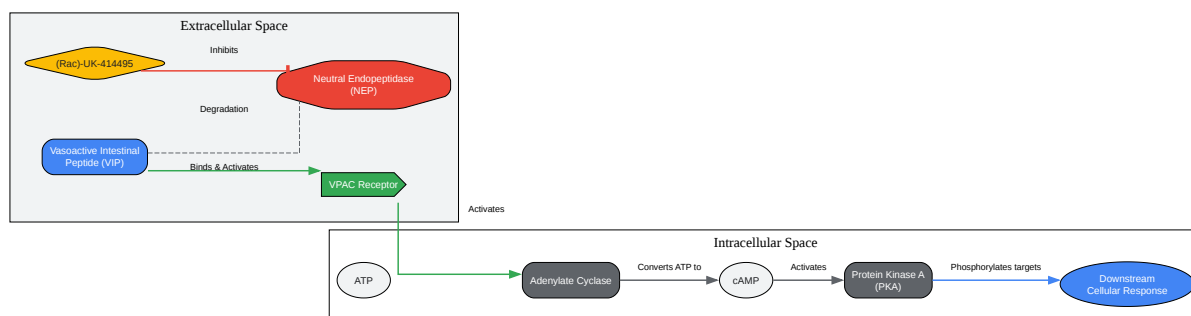 Extracellular Space
Inhibits
(Rac)-UK-414495
Neutral Endopeptidase
(NEP)
Degradation
Vasoactive Intestinal
Peptide (VIP)
Binds & Activates
VPAC Receptor
Activates
Intracellular Space
ATP
Adenylate Cyclase
Converts ATP to
cAMP
Activates
Protein Kinase A
(PKA)
Phosphorylates targets
Downstream
Cellular Response